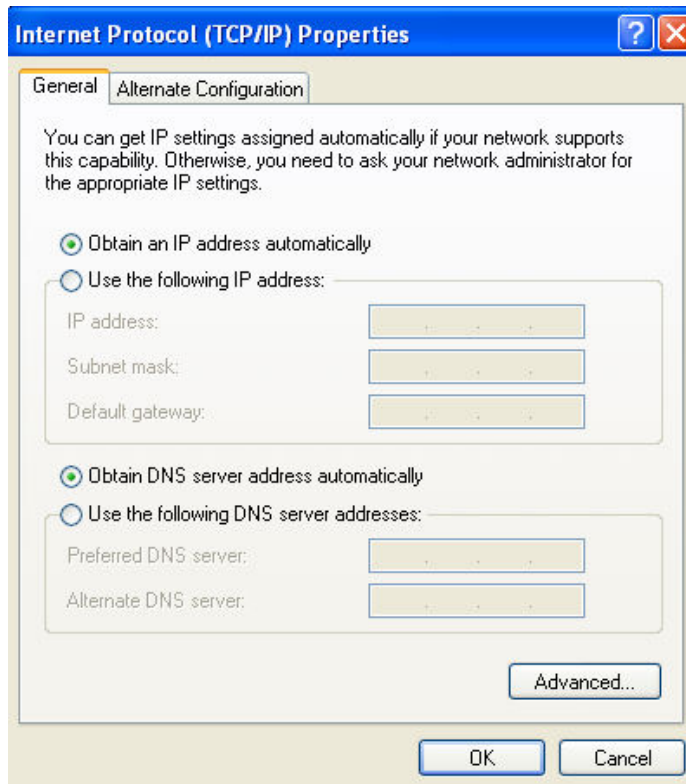 Internet Protocol (TCP/IP) Properties
General
Alternate Configuration
You can get IP settings assigned automatically if your network supports
this capability. Otherwise, you need to ask your network administrator for
the appropriate IP settings.
Obtain an IP address automatically
Use the following IP address:
IP address:
Subnet mask:
Default gateway:
Obtain DNS server address automatically
Use the following DNS server addresses:
Preferred DNS server:
Alternate DNS server:
Advanced...
OK
Cancel